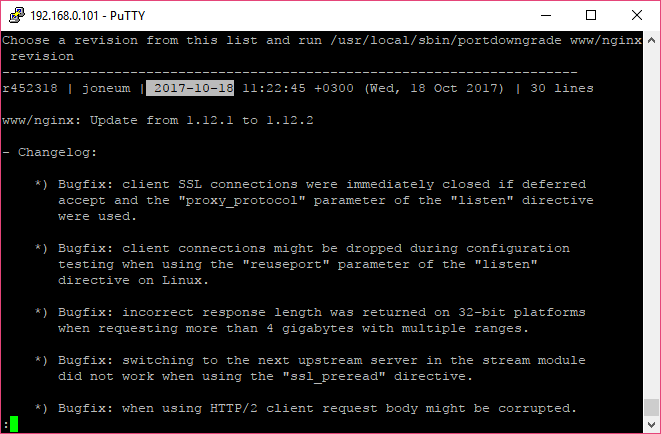 192.168.0.101 - PuTTY
Choose a revision from this list and run /usr/local/sbin/portdowngrade www/nginx
 revision
------------------------------------------------------------------------
r452318 | joneum | 2017-10-18 11:22:45 +0300 (Wed, 18 Oct 2017) | 30 lines
www/nginx: Update from 1.12.1 to 1.12.2
- Changelog:
    *) Bugfix: client SSL connections were immediately closed if deferred
       accept and the "proxy_protocol" parameter of the "listen" directive
       were used.
    *) Bugfix: client connections might be dropped during configuration
       testing when using the "reuseport" parameter of the "listen"
       directive on Linux.
    *) Bugfix: incorrect response length was returned on 32-bit platforms
       when requesting more than 4 gigabytes with multiple ranges.
    *) Bugfix: switching to the next upstream server in the stream module
       did not work when using the "ssl_preread" directive.
    *) Bugfix: when using HTTP/2 client request body might be corrupted.
: